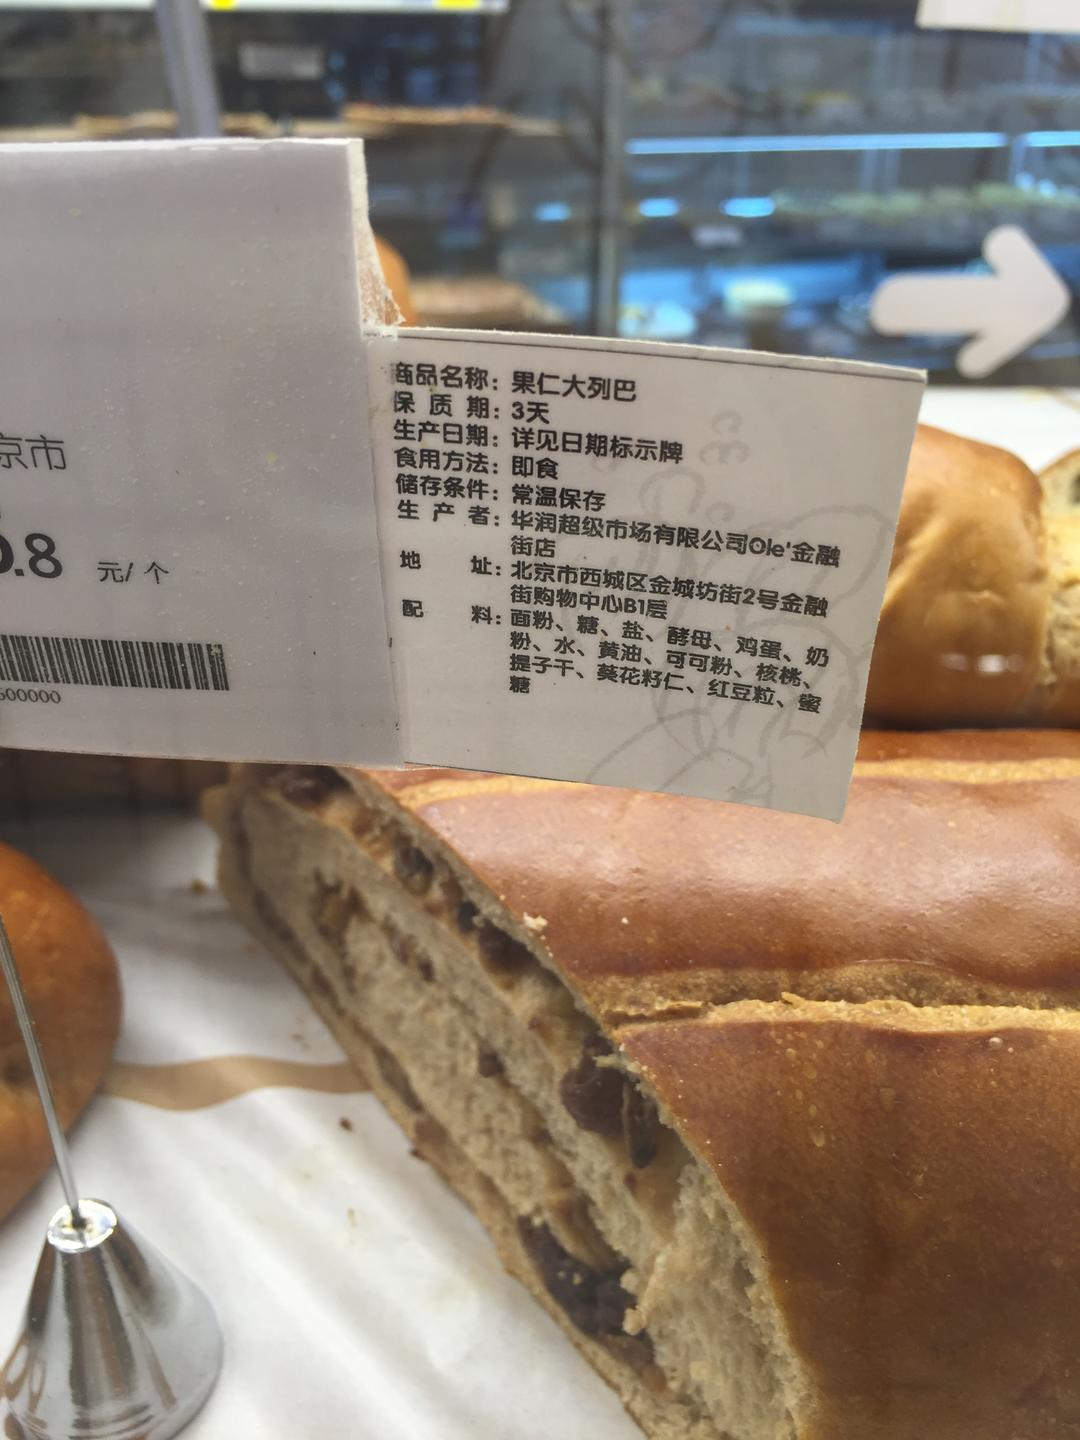 京市
.8 元/个
600000
商品名称：果仁大列巴
保质期：3天
生产日期：详见日期标示牌
食用方法：即食
储存条件：常温保存
生产者：华润超级市场有限公司Ole'金融
街店
地址：北京市西城区金城坊街2号金融
街购物中心B1层
配料：面粉、糖、盐、酵母、鸡蛋、奶
粉、水、黄油、可可粉、核桃、
提子干、葵花籽仁、红豆粒、蜜
糖